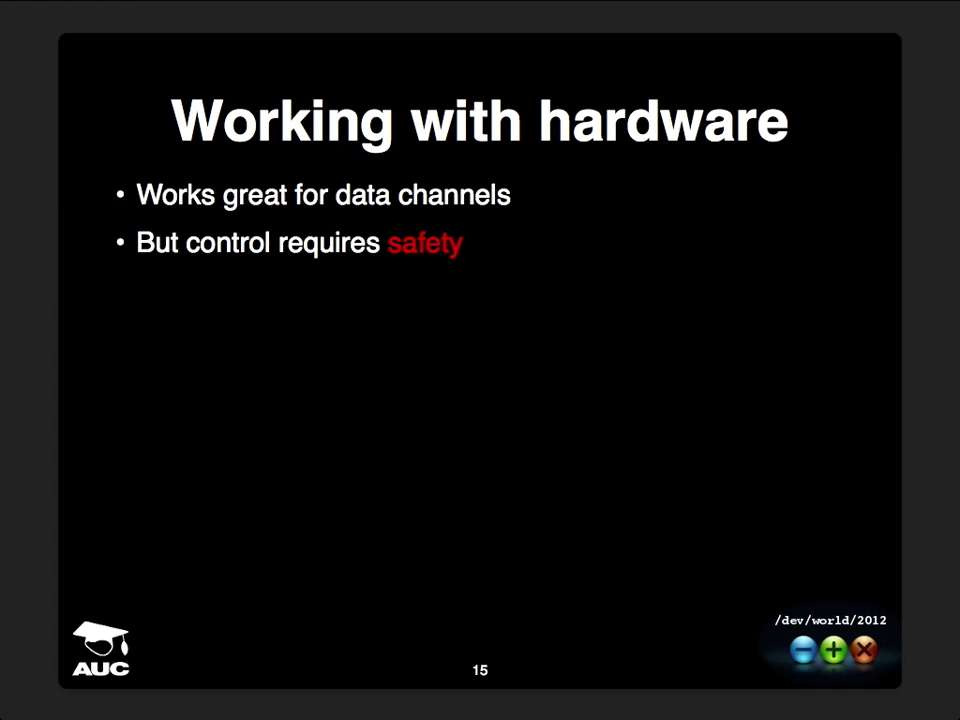 Working with hardware
• Works great for data channels
• But control requires safety
/dev/world/2012
AUC
15